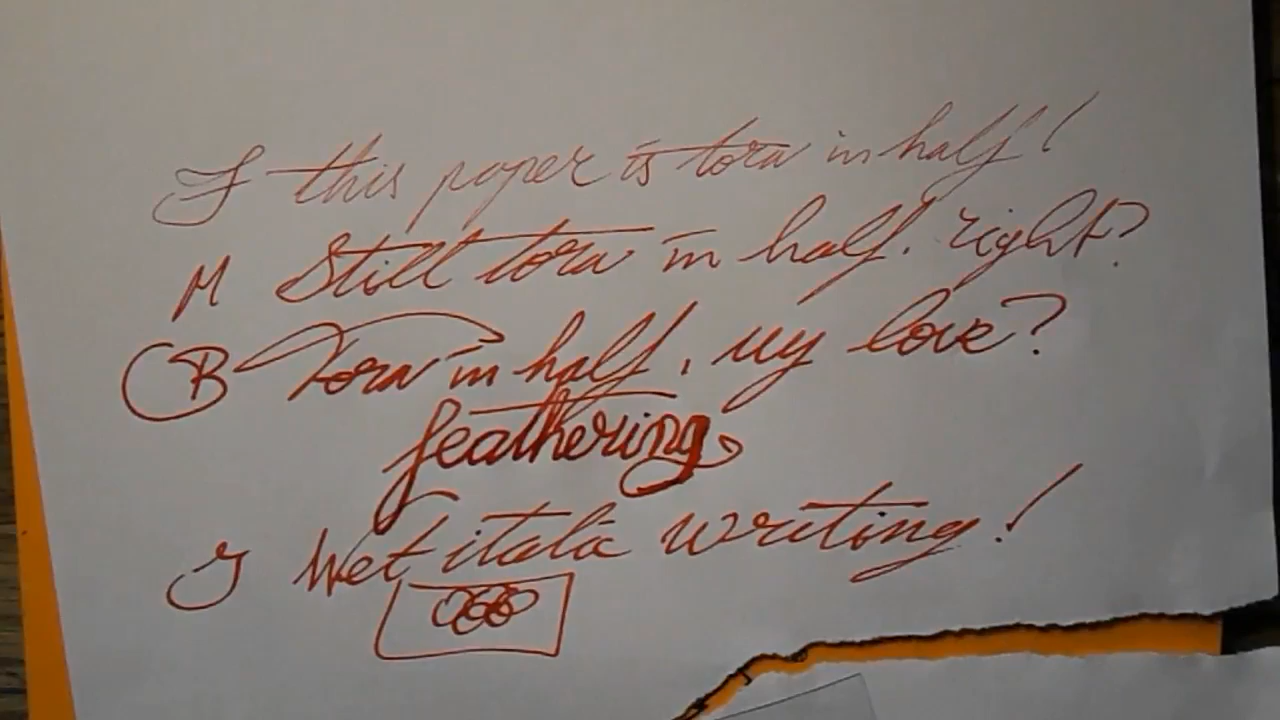 F this paper is torn in half!
M Still torn in half. right?
B Torn in half, my love?
feathering
J Wet italic writing!